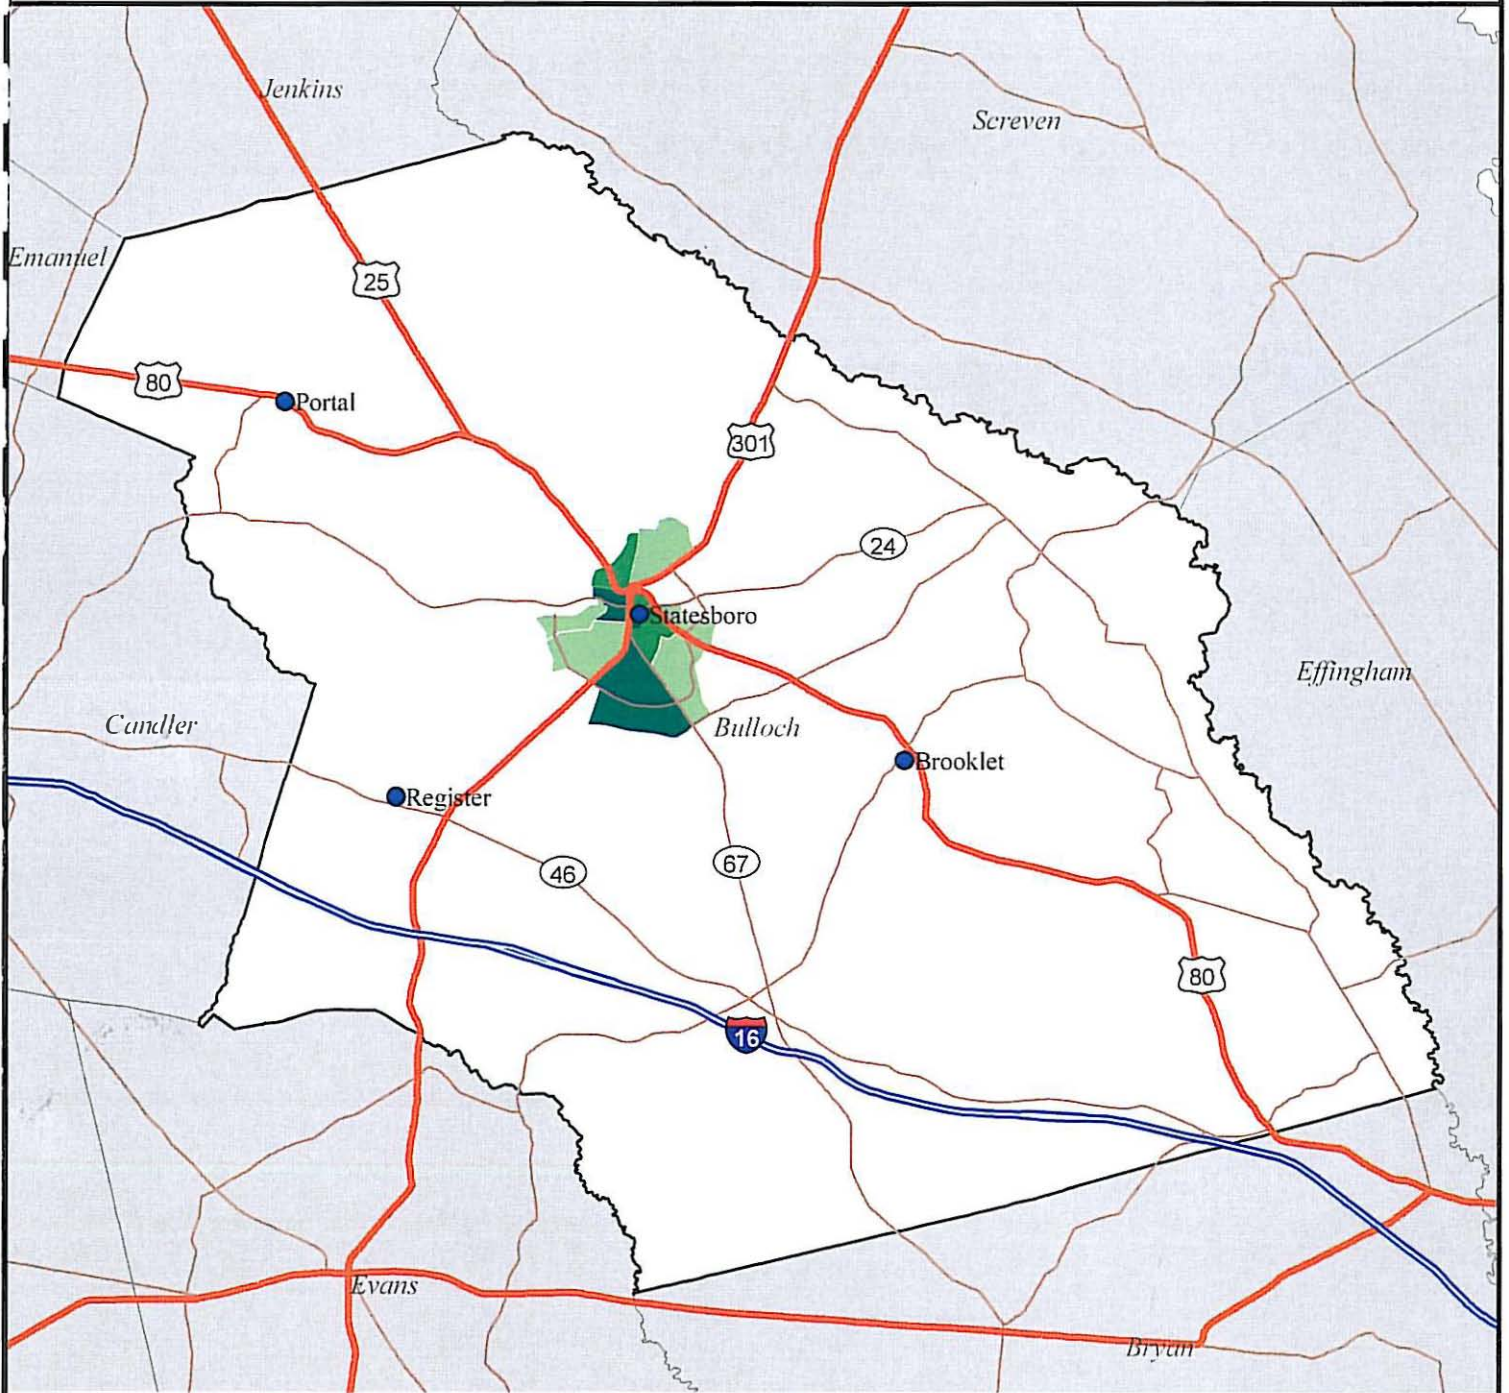 Jenkins
Screven
Emanuel
25
80
Portal
301
24
Statesboro
Effingham
Candler
Bulloch
Brooklet
Register
46
67
80
16
Evans
Bryan